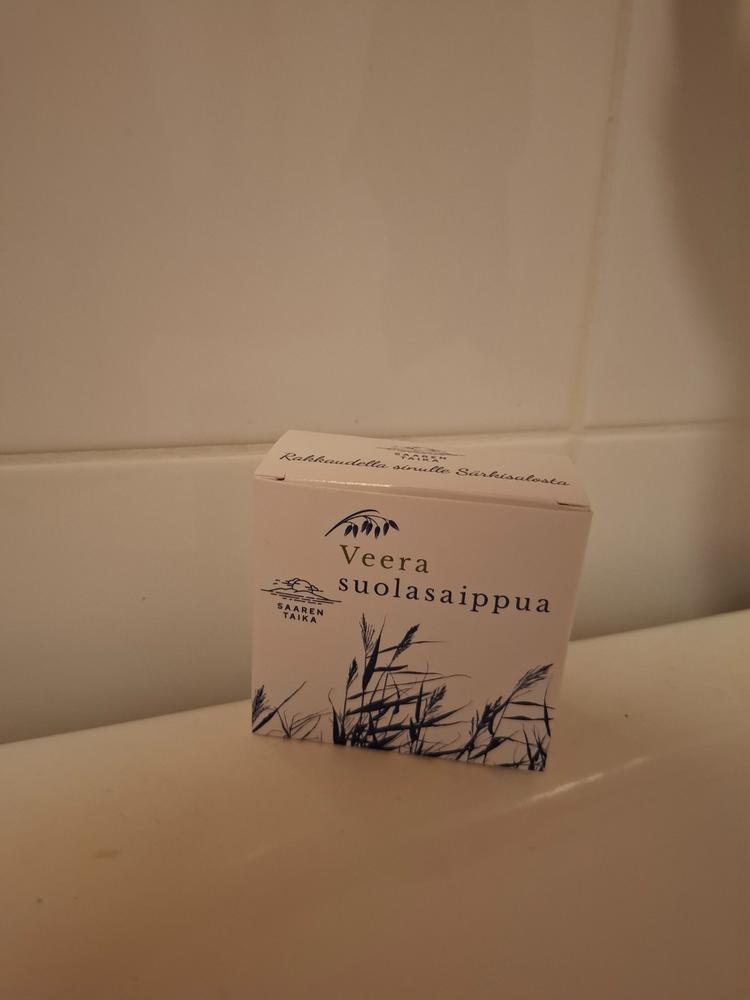 SAAREN
TAIKA
Rakkaudella sinulle Särkisalosta
Veera
suolasaippua
SAAREN
TAIKA